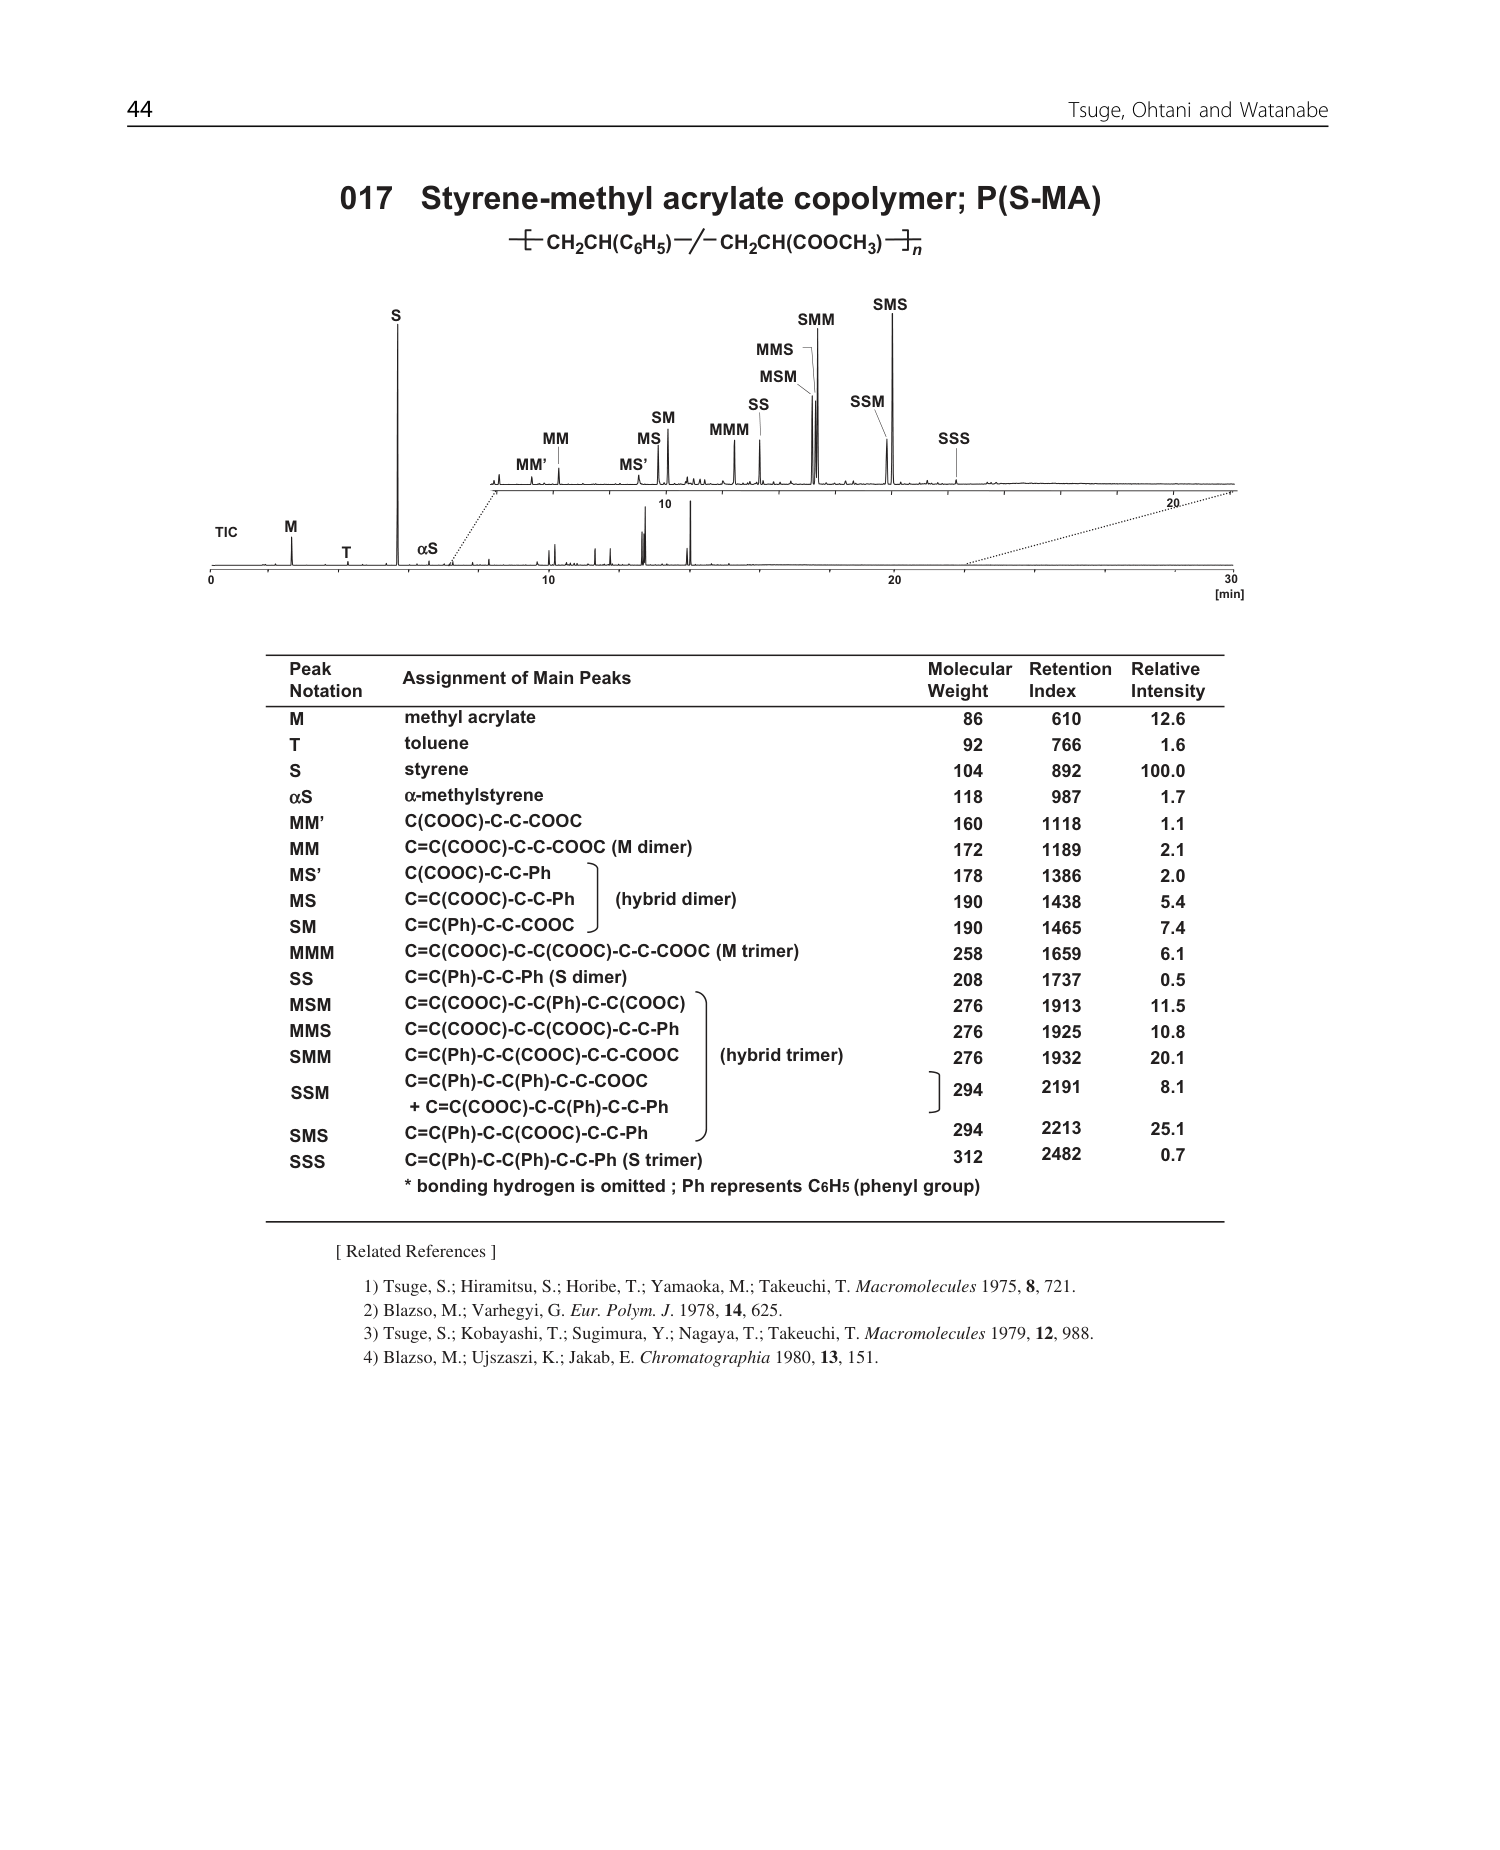 44
Tsuge, Ohtani and Watanabe
017 Styrene-methyl acrylate copolymer; P(S-MA)
[CH2CH(C6H5)—/—CH2CH(COOCH3)]n
SMS
S
SMM
MMS
MSM
SS
SSM
SM
MMM
MM
MS
SSS
MM’
MS’
10
20
TIC
M
T
αS
0
10
20
30
[min]
Peak Notation
Assignment of Main Peaks
Molecular Weight
Retention Index
Relative Intensity
M methyl acrylate 86 610 12.6
T toluene 92 766 1.6
S styrene 104 892 100.0
αS α-methylstyrene 118 987 1.7
MM’ C(COOC)-C-C-COOC 160 1118 1.1
MM C=C(COOC)-C-C-COOC (M dimer) 172 1189 2.1
MS’ C(COOC)-C-C-Ph 178 1386 2.0
MS C=C(COOC)-C-C-Ph (hybrid dimer) 190 1438 5.4
SM C=C(Ph)-C-C-COOC 190 1465 7.4
MMM C=C(COOC)-C-C(COOC)-C-C-COOC (M trimer) 258 1659 6.1
SS C=C(Ph)-C-C-Ph (S dimer) 208 1737 0.5
MSM C=C(COOC)-C-C(Ph)-C-C(COOC) 276 1913 11.5
MMS C=C(COOC)-C-C(COOC)-C-C-Ph 276 1925 10.8
SMM C=C(Ph)-C-C(COOC)-C-C-COOC (hybrid trimer) 276 1932 20.1
SSM C=C(Ph)-C-C(Ph)-C-C-COOC 294 2191 8.1
+ C=C(COOC)-C-C(Ph)-C-C-Ph
SMS C=C(Ph)-C-C(COOC)-C-C-Ph 294 2213 25.1
SSS C=C(Ph)-C-C(Ph)-C-C-Ph (S trimer) 312 2482 0.7
* bonding hydrogen is omitted ; Ph represents C6H5 (phenyl group)
[ Related References ]
1) Tsuge, S.; Hiramitsu, S.; Horibe, T.; Yamaoka, M.; Takeuchi, T. Macromolecules 1975, 8, 721.
2) Blazso, M.; Varhegyi, G. Eur. Polym. J. 1978, 14, 625.
3) Tsuge, S.; Kobayashi, T.; Sugimura, Y.; Nagaya, T.; Takeuchi, T. Macromolecules 1979, 12, 988.
4) Blazso, M.; Ujszaszi, K.; Jakab, E. Chromatographia 1980, 13, 151.